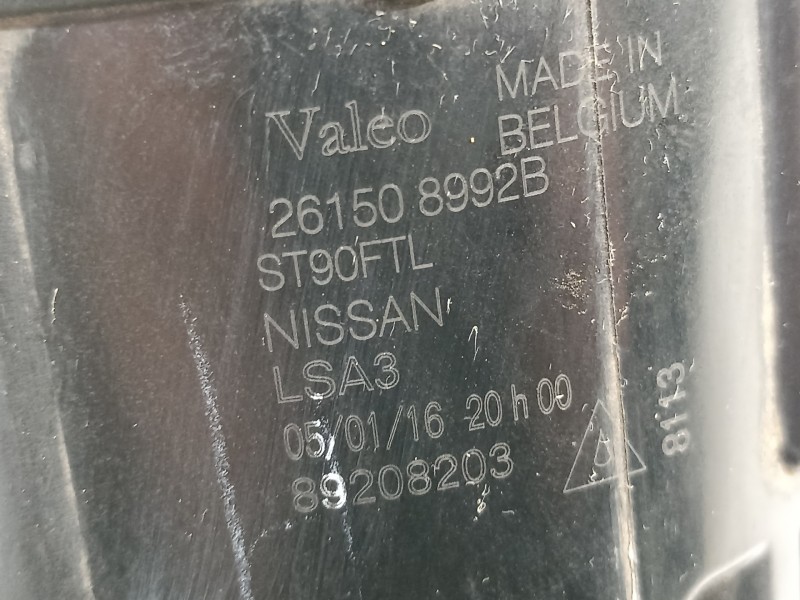 Valeo
MADE IN
BELGIUM
26150 8992B
ST90FTL
NISSAN
LSA3
05/01/16 20 h 00
89208203
8113